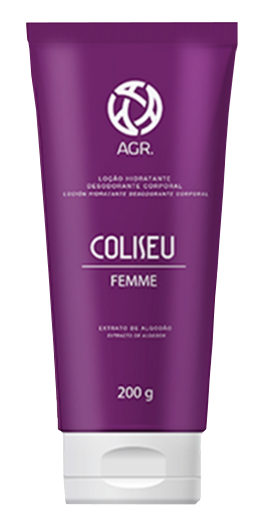 AGR.
LOÇÃO HIDRATANTE
DESODORANTE CORPORAL
LOCIÓN HIDRATANTE DESODORANTE CORPORAL
COLISEU
FEMME
EXTRATO DE ALGODÃO
EXTRACTO DE ALGODÓN
200 g